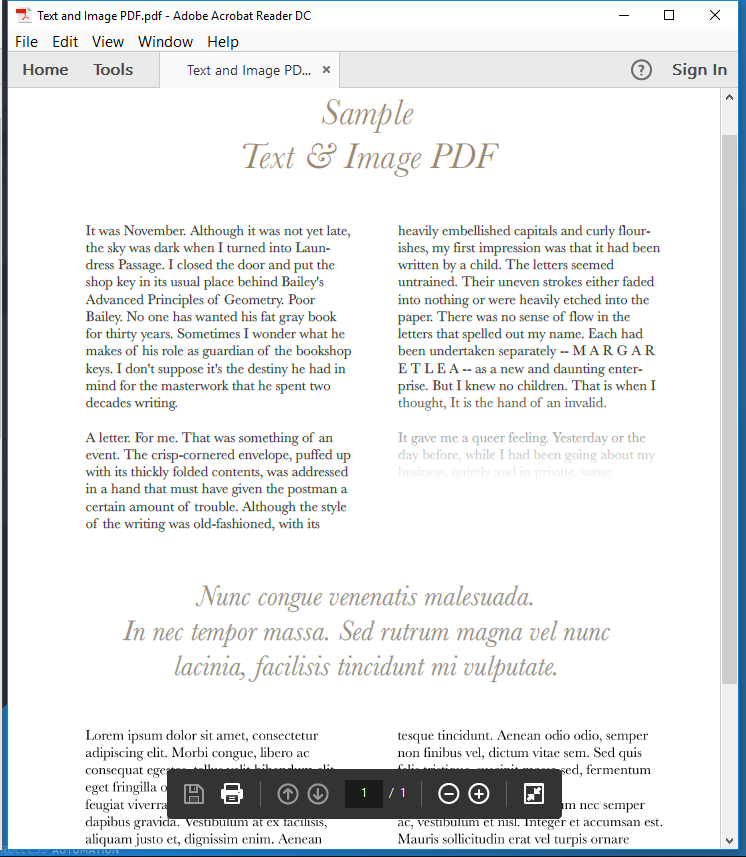 Text and Image PDF.pdf - Adobe Acrobat Reader DC
File Edit View Window Help
Home Tools Text and Image PD... × ? Sign In
Sample
Text & Image PDF
It was November. Although it was not yet late,
the sky was dark when I turned into Laun-
dress Passage. I closed the door and put the
shop key in its usual place behind Bailey's
Advanced Principles of Geometry. Poor
Bailey. No one has wanted his fat gray book
for thirty years. Sometimes I wonder what he
makes of his role as guardian of the bookshop
keys. I don't suppose it's the destiny he had in
mind for the masterwork that he spent two
decades writing.
A letter. For me. That was something of an
event. The crisp-cornered envelope, puffed up
with its thickly folded contents, was addressed
in a hand that must have given the postman a
certain amount of trouble. Although the style
of the writing was old-fashioned, with its
heavily embellished capitals and curly flour-
ishes, my first impression was that it had been
written by a child. The letters seemed
untrained. Their uneven strokes either faded
into nothing or were heavily etched into the
paper. There was no sense of flow in the
letters that spelled out my name. Each had
been undertaken separately -- M A R G A R
E T L E A -- as a new and daunting enter-
prise. But I knew no children. That is when I
thought, It is the hand of an invalid.
It gave me a queer feeling. Yesterday or the
day before, while I had been going about my
business, quietly and in private, some
Nunc congue venenatis malesuada.
In nec tempor massa. Sed rutrum magna vel nunc
lacinia, facilisis tincidunt mi vulputate.
Lorem ipsum dolor sit amet, consectetur
adipiscing elit. Morbi congue, libero ac
consequat
eget fringilla
feugiat viverra
dapibus gravida. Vestibulum at ex facilisis,
aliquam justo et, dignissim enim. Aenean
tesque tincidunt. Aenean odio odio, semper
non finibus vel, dictum vitae sem. Sed quis
sed, fermentum
nec semper
ac, vestibulum et nisl. Integer et accumsan est.
Mauris sollicitudin erat vel turpis ornare
1 / 1
AUTOMATION